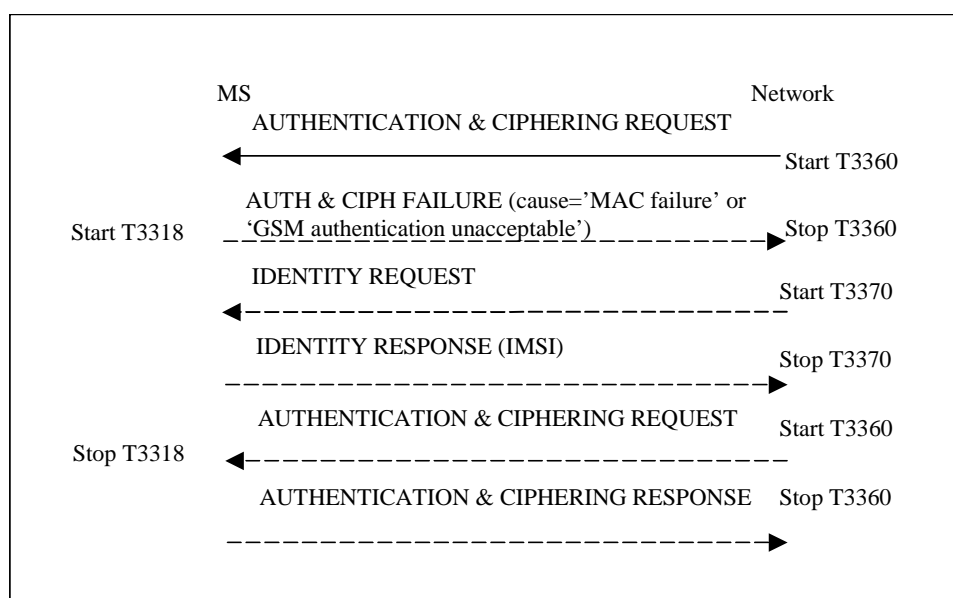 MS Network
AUTHENTICATION & CIPHERING REQUEST
Start T3360
AUTH & CIPH FAILURE (cause='MAC failure' or
Start T3318 ‘GSM authentication unacceptable’) Stop T3360
IDENTITY REQUEST
Start T3370
IDENTITY RESPONSE (IMSI)
Stop T3370
AUTHENTICATION & CIPHERING REQUEST
Start T3360
Stop T3318
AUTHENTICATION & CIPHERING RESPONSE Stop T3360